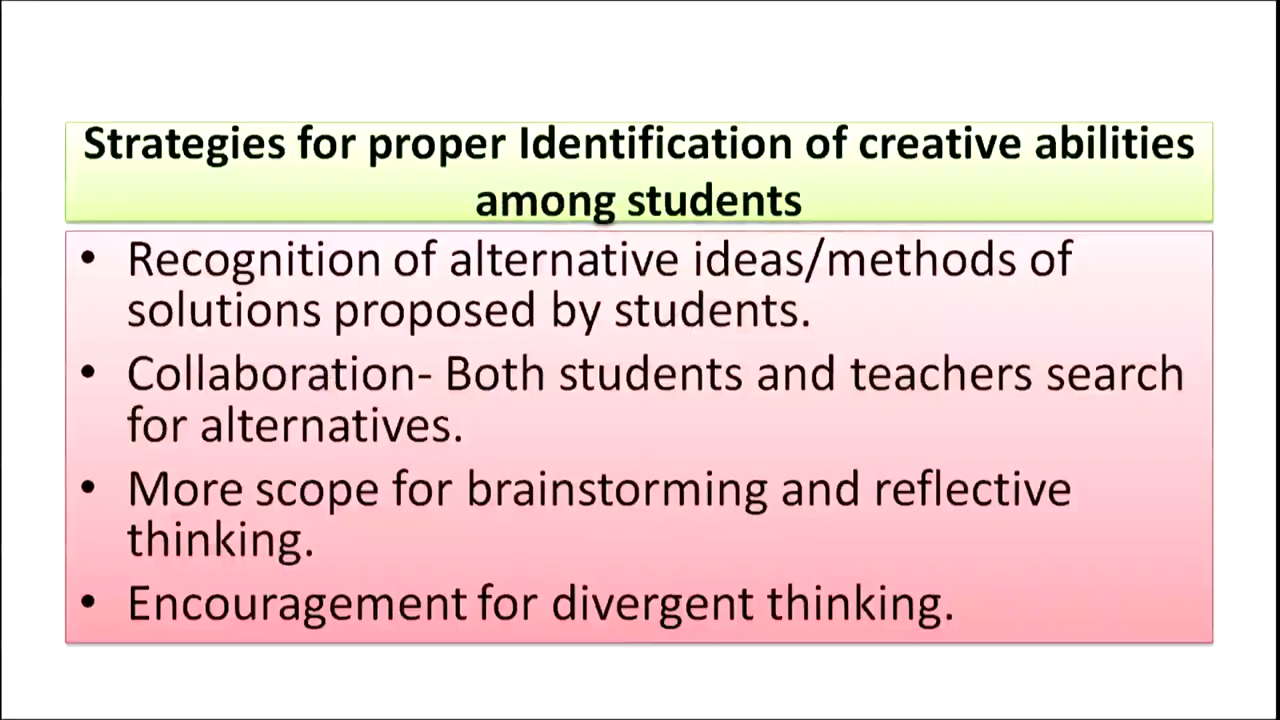 Strategies for proper Identification of creative abilities
among students
• Recognition of alternative ideas/methods of
solutions proposed by students.
• Collaboration- Both students and teachers search
for alternatives.
• More scope for brainstorming and reflective
thinking.
• Encouragement for divergent thinking.